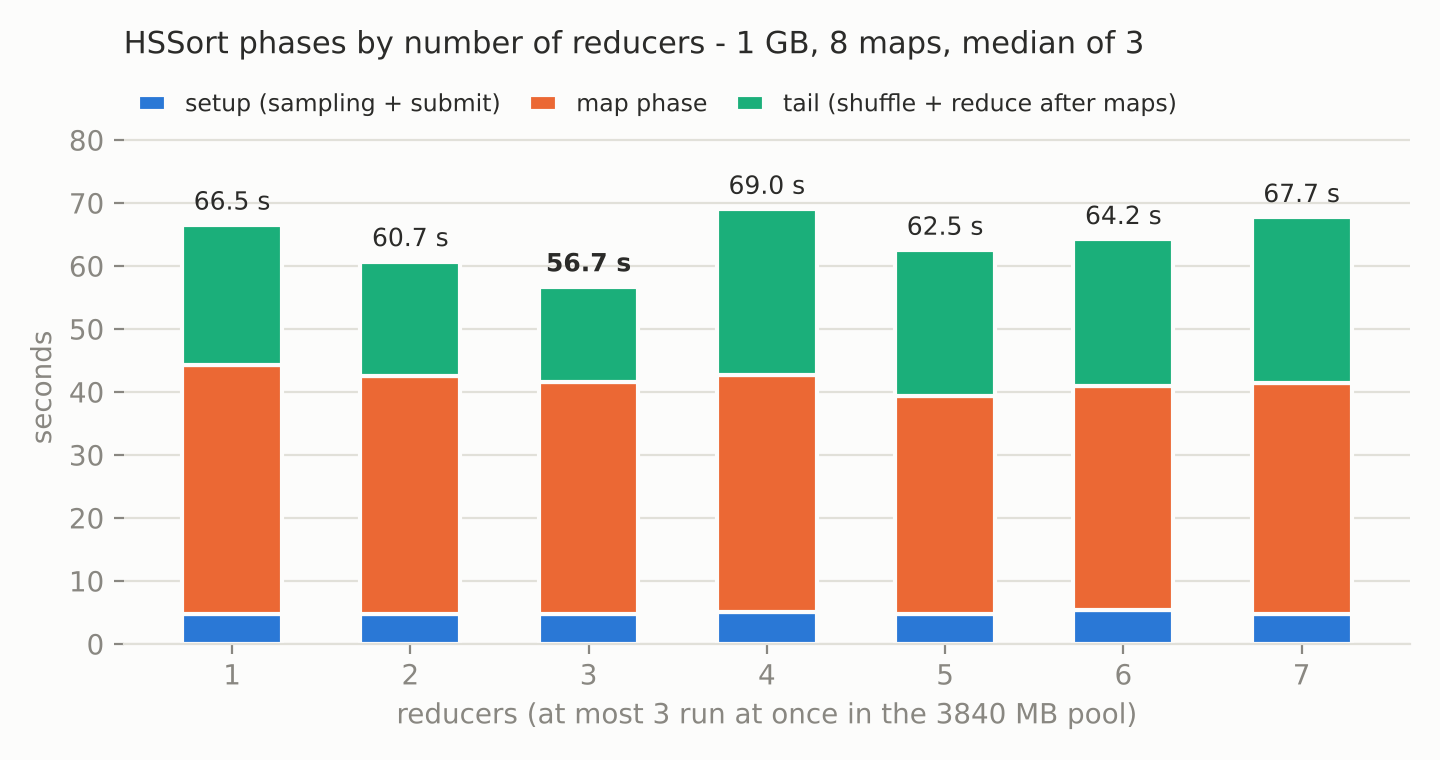 HSSort phases by number of reducers - 1 GB, 8 maps, median of 3
setup (sampling + submit) map phase tail (shuffle + reduce after maps)
80
70
60
50
40
30
20
10
0
seconds
66.5 s
60.7 s
56.7 s
69.0 s
62.5 s
64.2 s
67.7 s
1 2 3 4 5 6 7
reducers (at most 3 run at once in the 3840 MB pool)